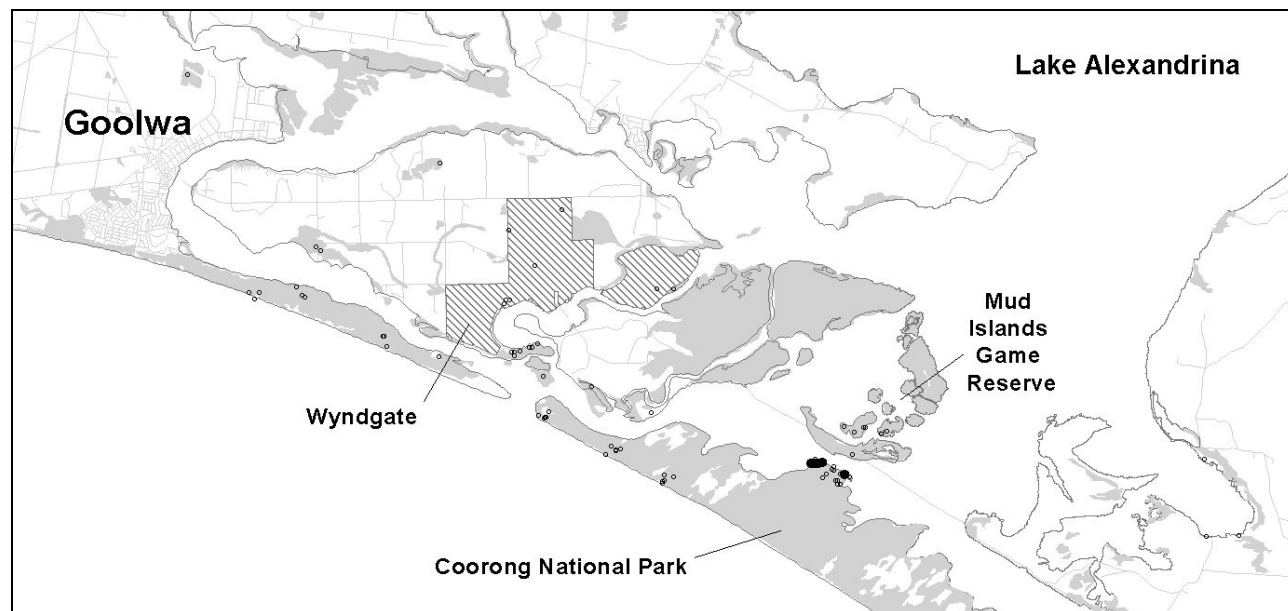 Lake Alexandrina
Goolwa
Mud
Islands
Game
Reserve
Wyndgate
Coorong National Park